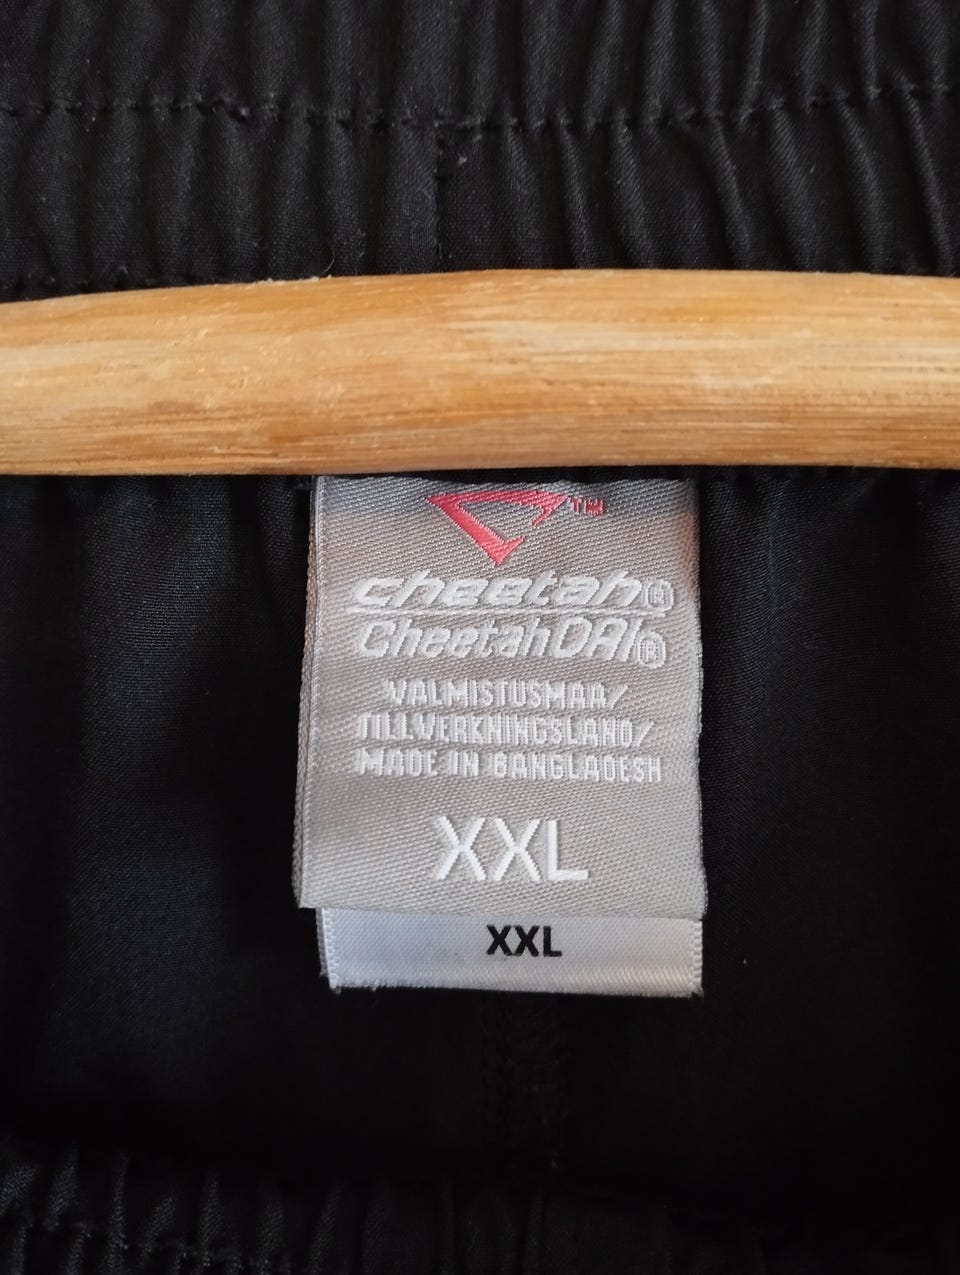 TM
cheetah®
CheetahDRI®
VALMISTUSMAA/
TILLVERKNINGSLAND/
MADE IN BANGLADESH
XXL
XXL